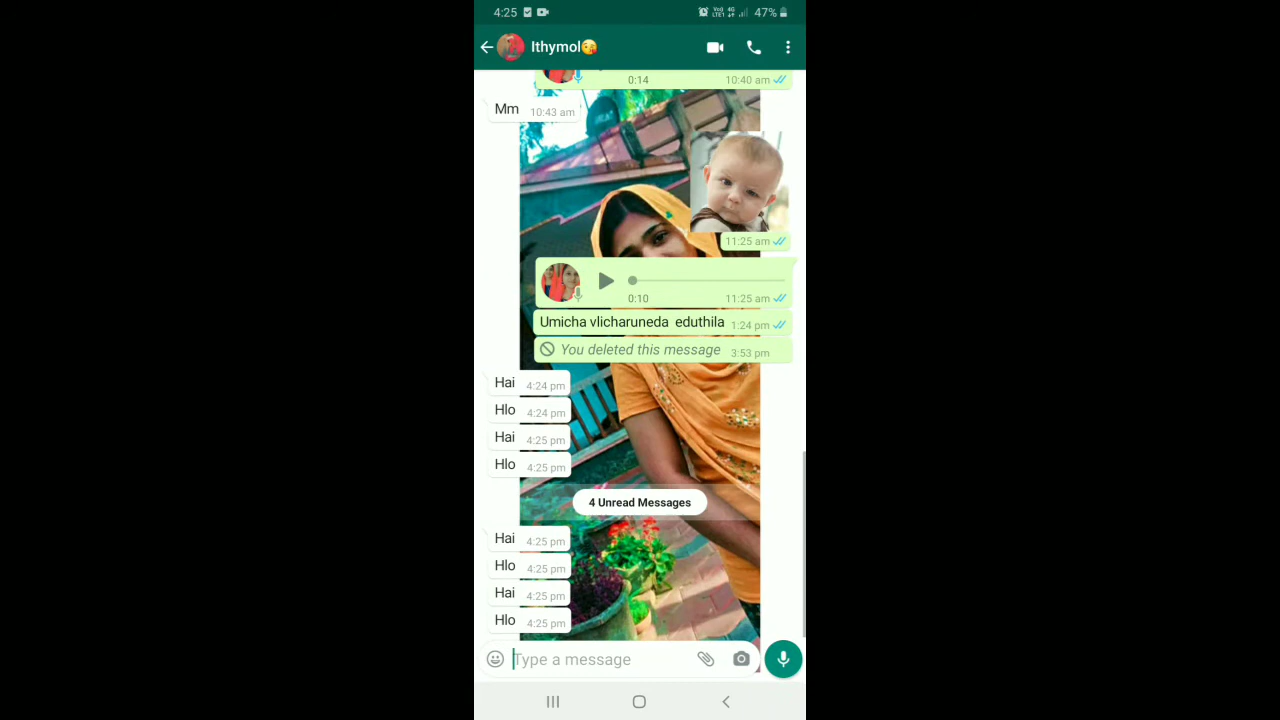 4:25
VoD 4G
LTE1
47%
Ithymol😘
0:14 10:40 am
Mm 10:43 am
11:25 am
0:10 11:25 am
Umicha vlicharuneda eduthila 1:24 pm
You deleted this message 3:53 pm
Hai 4:24 pm
Hlo 4:24 pm
Hai 4:25 pm
Hlo 4:25 pm
4 Unread Messages
Hai 4:25 pm
Hlo 4:25 pm
Hai 4:25 pm
Hlo 4:25 pm
Type a message